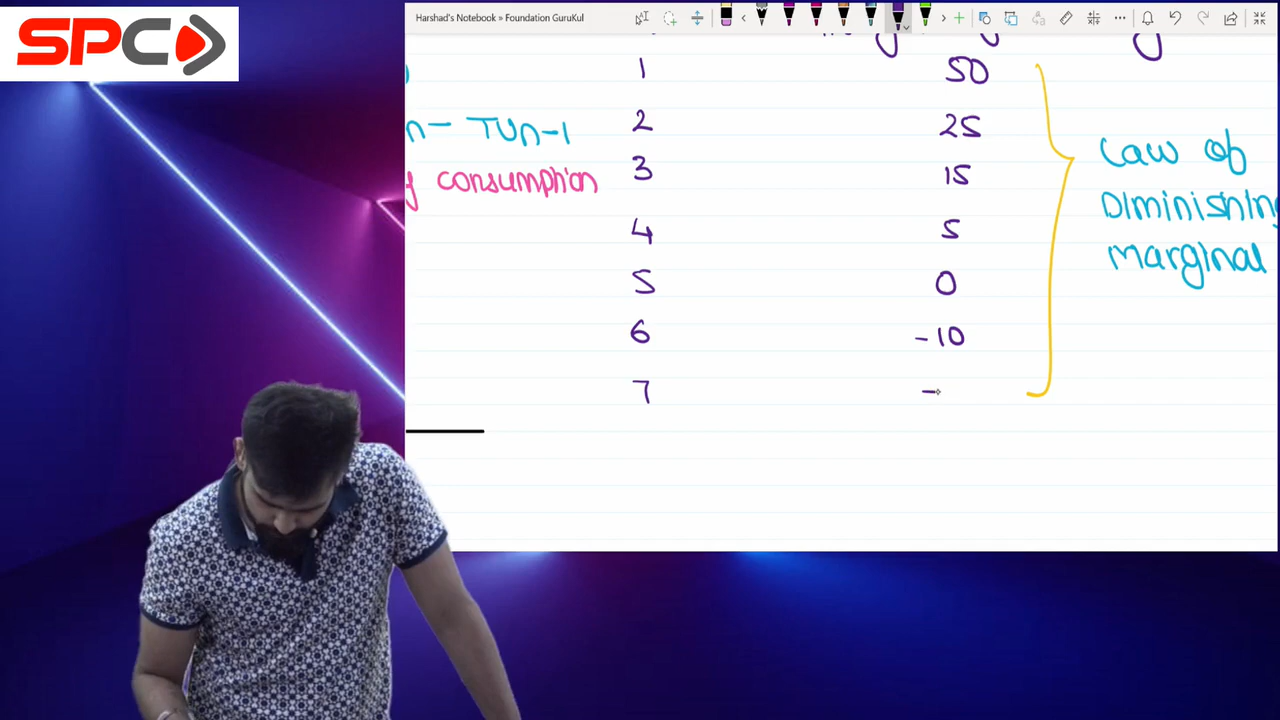 SPC
Harshad's Notebook » Foundation GuruKul
1 50
n- TUn-1
2 25
y consumption
3 15
4 5
5 0
6 -10
7 -
Law of
Diminishing
marginal